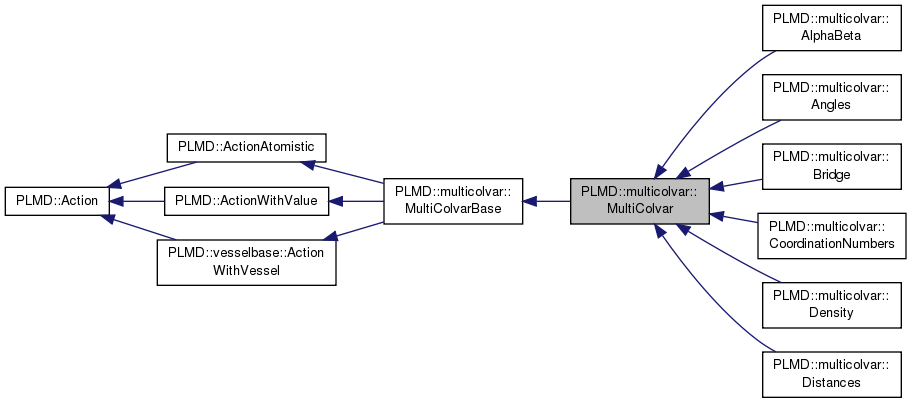 PLMD::Action
PLMD::ActionAtomistic
PLMD::ActionWithValue
PLMD::vesselbase::Action
WithVessel
PLMD::multicolvar::
MultiColvarBase
PLMD::multicolvar::
MultiColvar
PLMD::multicolvar::
AlphaBeta
PLMD::multicolvar::
Angles
PLMD::multicolvar::
Bridge
PLMD::multicolvar::
CoordinationNumbers
PLMD::multicolvar::
Density
PLMD::multicolvar::
Distances